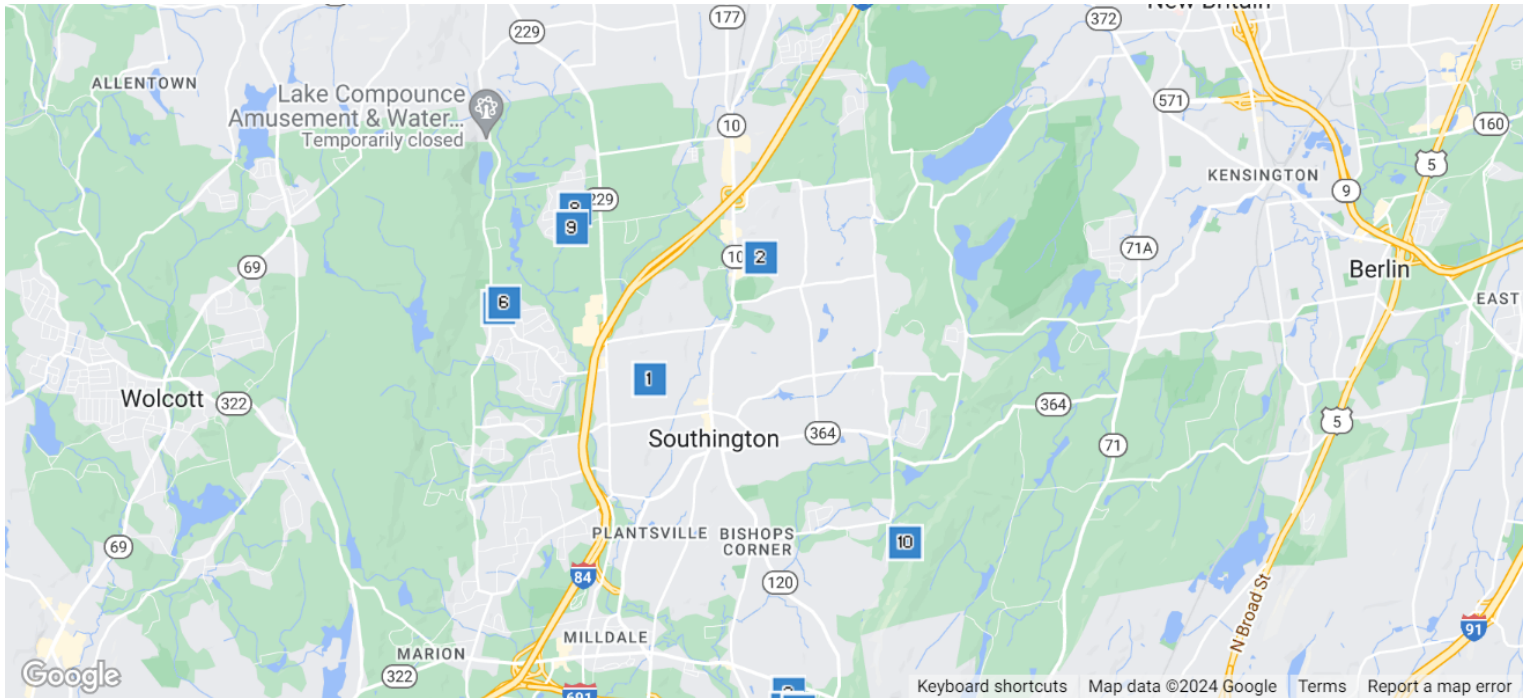 New Britain
372
177
229
ALLENTOWN
Lake Compounce
Amusement & Water...
Temporarily closed
571
10
160
5
KENSINGTON
9
229
9
71A
10
2
69
Berlin
EAST
6
1
Wolcott
322
364
5
Southington
364
71
PLANTSVILLE
BISHOPS
CORNER
10
69
84
120
N Broad St
91
MILLDALE
MARION
322
Google
691
Keyboard shortcuts
Map data ©2024 Google
Terms
Report a map error